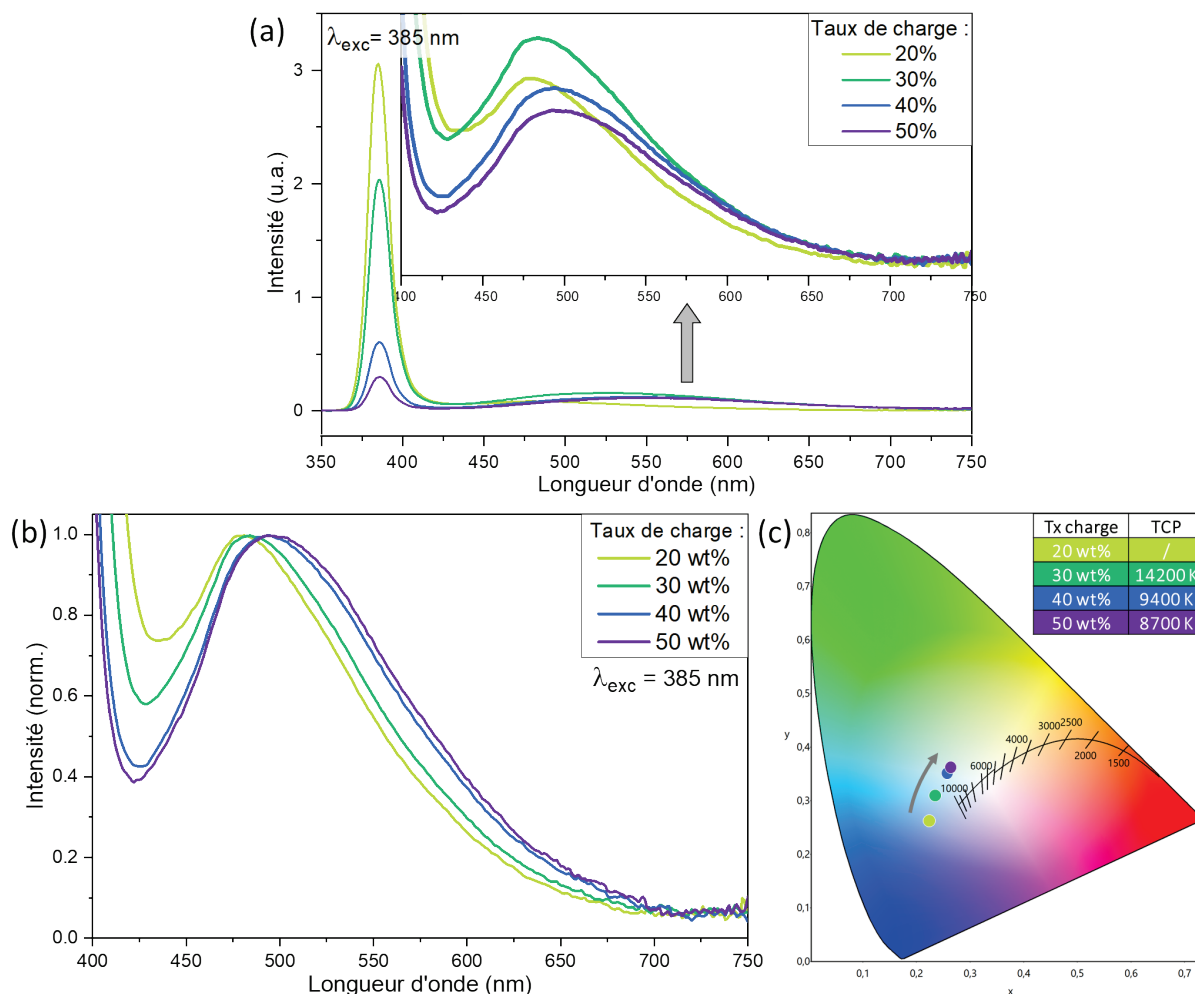 (a)
λexc= 385 nm
Taux de charge :
20%
30%
40%
50%
Intensité (u.a.)
3
2
1
0
400 450 500 550 600 650 700 750
350 400 450 500 550 600 650 700 750
Longueur d'onde (nm)
(b)
Taux de charge :
20 wt%
30 wt%
40 wt%
50 wt%
λexc = 385 nm
Intensité (norm.)
1.0
0.8
0.6
0.4
0.2
0.0
400 450 500 550 600 650 700 750
Longueur d'onde (nm)
(c)
Tx charge TCP
20 wt% /
30 wt% 14200 K
40 wt% 9400 K
50 wt% 8700 K
0,8
0,7
0,6
0,5
y
0,4
0,3
0,2
0,1
0,0
10000 6000 4000 3000 2500 2000 1500
0,1 0,2 0,3 0,4 0,5 0,6 0,7
x